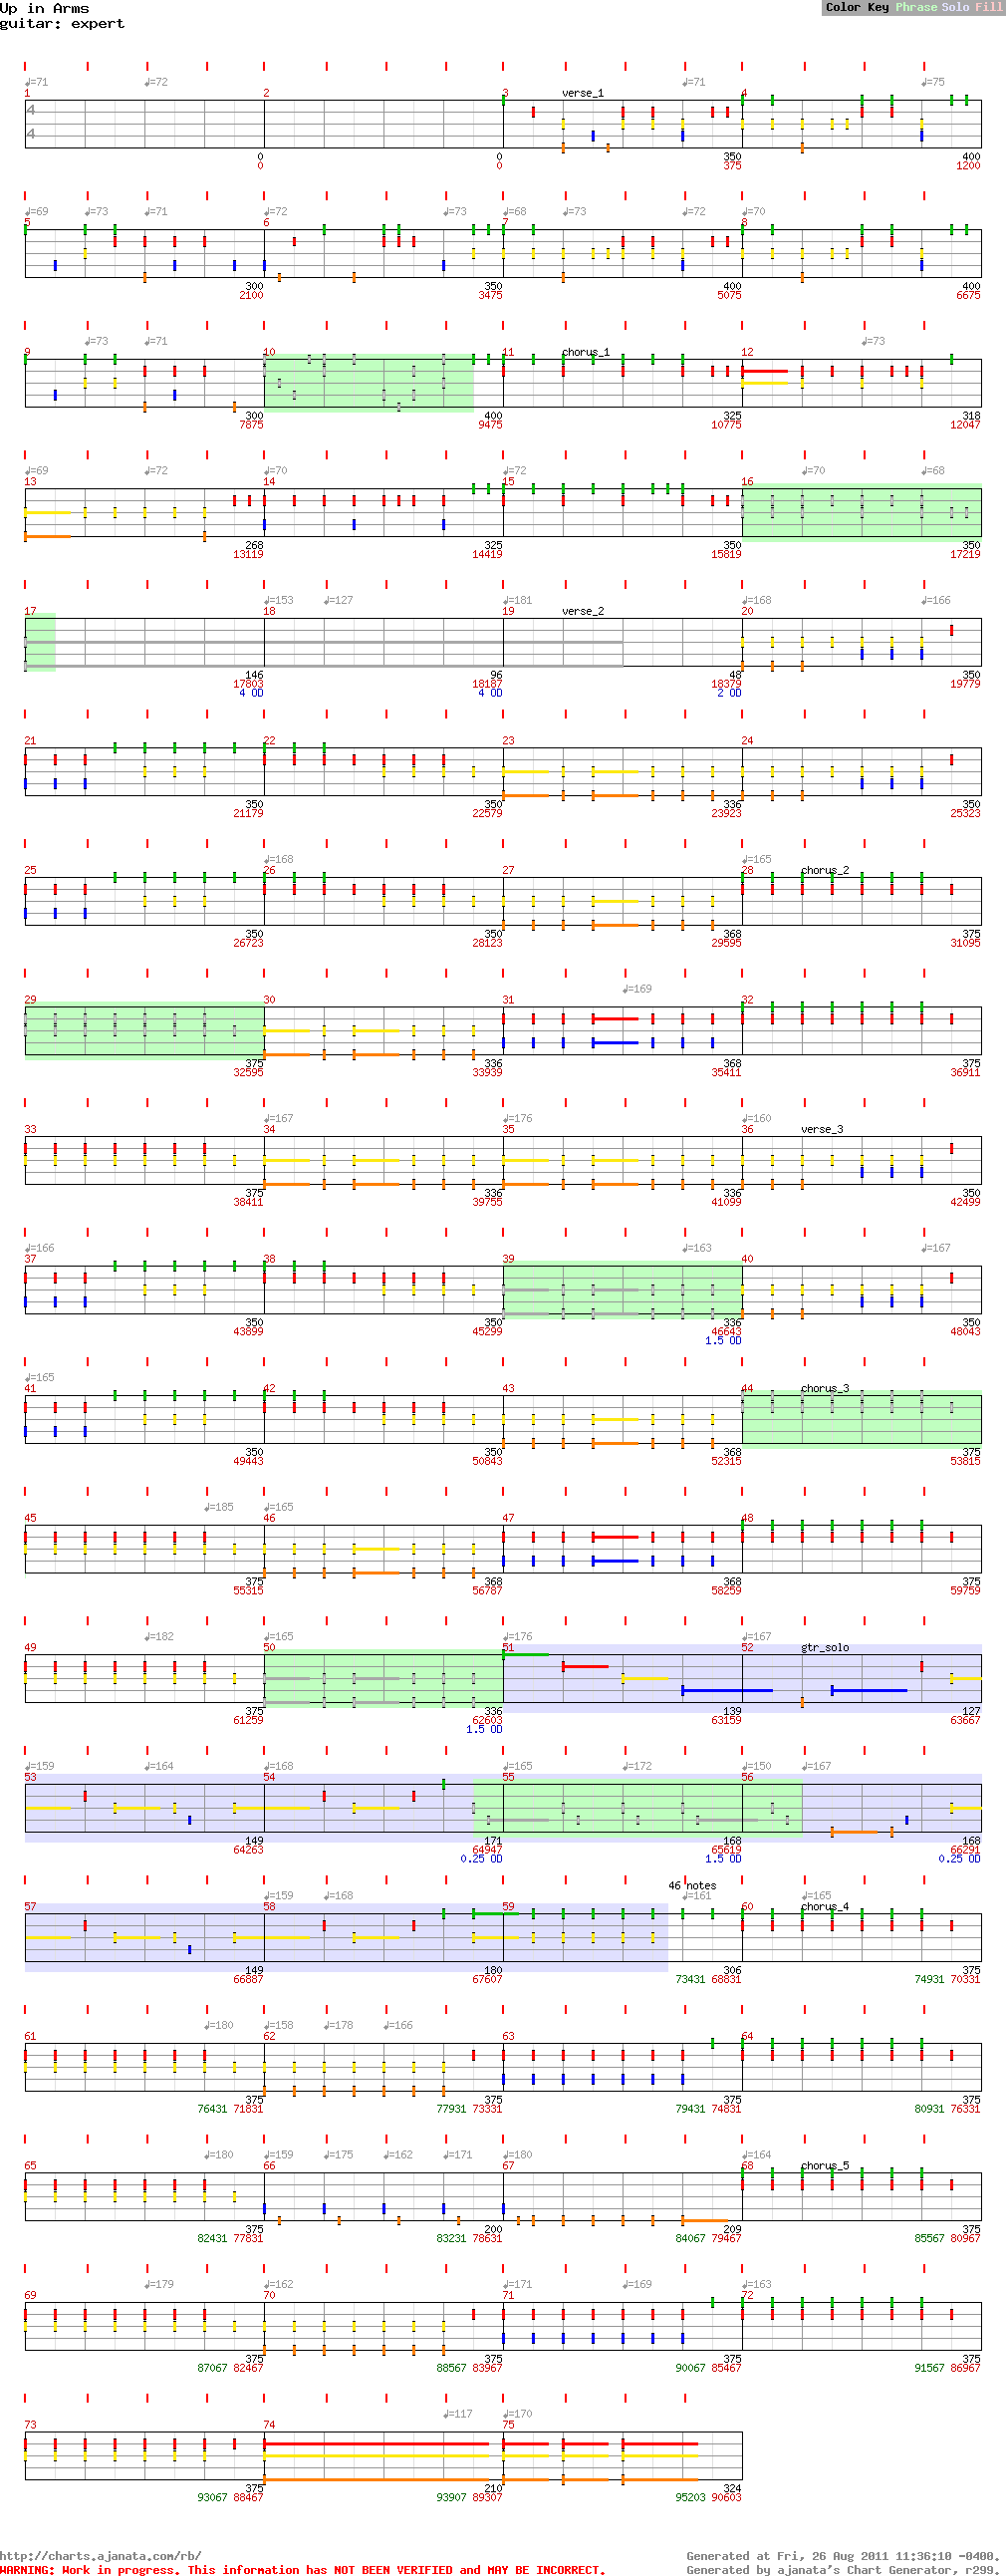 Up in Arms
guitar: expert
Color Key Phrase Solo Fill
♩=71 ♩=72 ♩=71 ♩=75
1 2 3 verse_1 4
4
4
0 0 350 400
0 0 375 1200
♩=69 ♩=73 ♩=71 ♩=72 ♩=73 ♩=68 ♩=73 ♩=72 ♩=70
5 6 7 8
300 350 400 400
2100 3475 5075 6675
♩=73 ♩=71 ♩=73
9 10 11 chorus_1 12
300 400 325 318
7875 9475 10775 12047
♩=69 ♩=72 ♩=70 ♩=72 ♩=70 ♩=68
13 14 15 16
268 325 350 350
13119 14419 15819 17219
♩=153 ♩=127 ♩=181 ♩=168 ♩=166
17 18 19 verse_2 20
146 96 48 350
17803 18187 18379 19779
4 OD 4 OD 2 OD
21 22 23 24
350 350 336 350
21179 22579 23923 25323
♩=168 ♩=165
25 26 27 28 chorus_2
350 350 368 375
26723 28123 29595 31095
♩=169
29 30 31 32
375 336 368 375
32595 33939 35411 36911
♩=167 ♩=176 ♩=160
33 34 35 36 verse_3
375 336 336 350
38411 39755 41099 42499
♩=166 ♩=163 ♩=167
37 38 39 40
350 350 336 350
43899 45299 46643 48043
1.5 OD
♩=165
41 42 43 44 chorus_3
350 350 368 375
49443 50843 52315 53815
♩=185 ♩=165
45 46 47 48
375 368 368 375
55315 56787 58259 59759
♩=182 ♩=165 ♩=176 ♩=167
49 50 51 52 gtr_solo
375 336 139 127
61259 62603 63159 63667
1.5 OD
♩=159 ♩=164 ♩=168 ♩=165 ♩=172 ♩=150 ♩=167
53 54 55 56
149 171 168 168
64263 64947 65619 66291
0.25 OD 1.5 OD 0.25 OD
46 notes
♩=159 ♩=168 ♩=161 ♩=165
57 58 59 60 chorus_4
149 180 306 375
66887 67607 73431 68831 74931 70331
♩=180 ♩=158 ♩=178 ♩=166
61 62 63 64
375 375 375 375
76431 71831 77931 73331 79431 74831 80931 76331
♩=180 ♩=159 ♩=175 ♩=162 ♩=171 ♩=180 ♩=164
65 66 67 68 chorus_5
375 200 209 375
82431 77831 83231 78631 84067 79467 85567 80967
♩=179 ♩=162 ♩=171 ♩=169 ♩=163
69 70 71 72
375 375 375 375
87067 82467 88567 83967 90067 85467 91567 86967
♩=117 ♩=170
73 74 75
375 210 324
93067 88467 93907 89307 95203 90603
http://charts.ajanata.com/rb/ Generated at Fri, 26 Aug 2011 11:36:10 -0400.
WARNING: Work in progress. This information has NOT BEEN VERIFIED and MAY BE INCORRECT. Generated by ajanata's Chart Generator, r299.